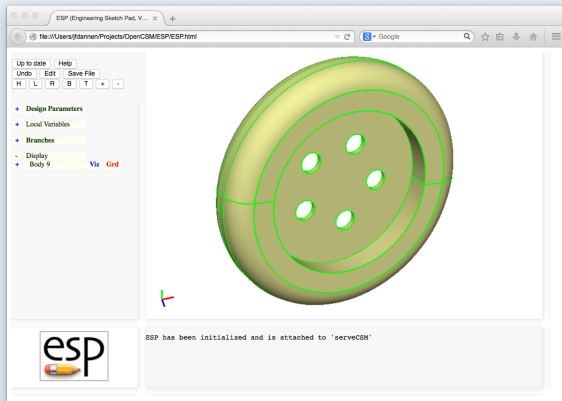 ESP (Engineering Sketch Pad, V...
file:///Users/jfdannen/Projects/OpenCSM/ESP/ESP.html
Google
Up to date Help
Undo Edit Save File
H L R B T + -
+ Design Parameters
+ Local Variables
+ Branches
- Display
+ Body 9 Viz Grd
esp
ESP has been initialized and is attached to 'serveCSM'